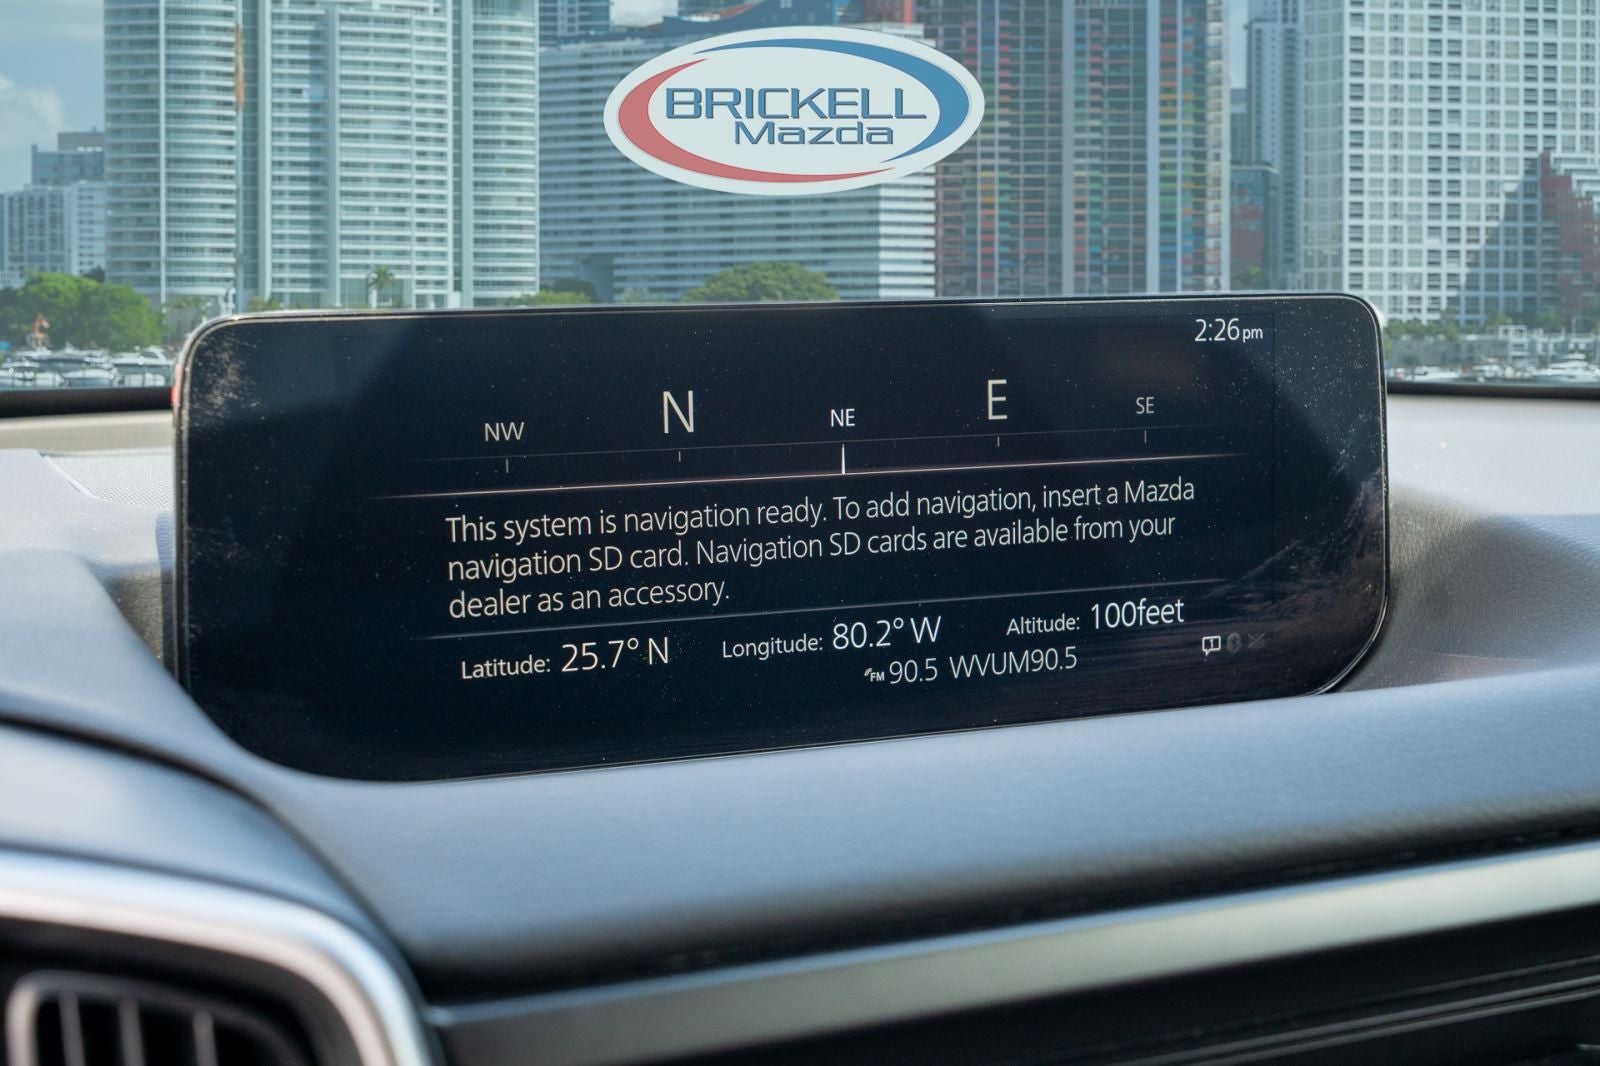 BRICKELL
Mazda
2:26pm
NW N NE E SE
This system is navigation ready. To add navigation, insert a Mazda
navigation SD card. Navigation SD cards are available from your
dealer as an accessory.
Latitude: 25.7° N Longitude: 80.2° W Altitude: 100feet
FM 90.5 WVUM90.5